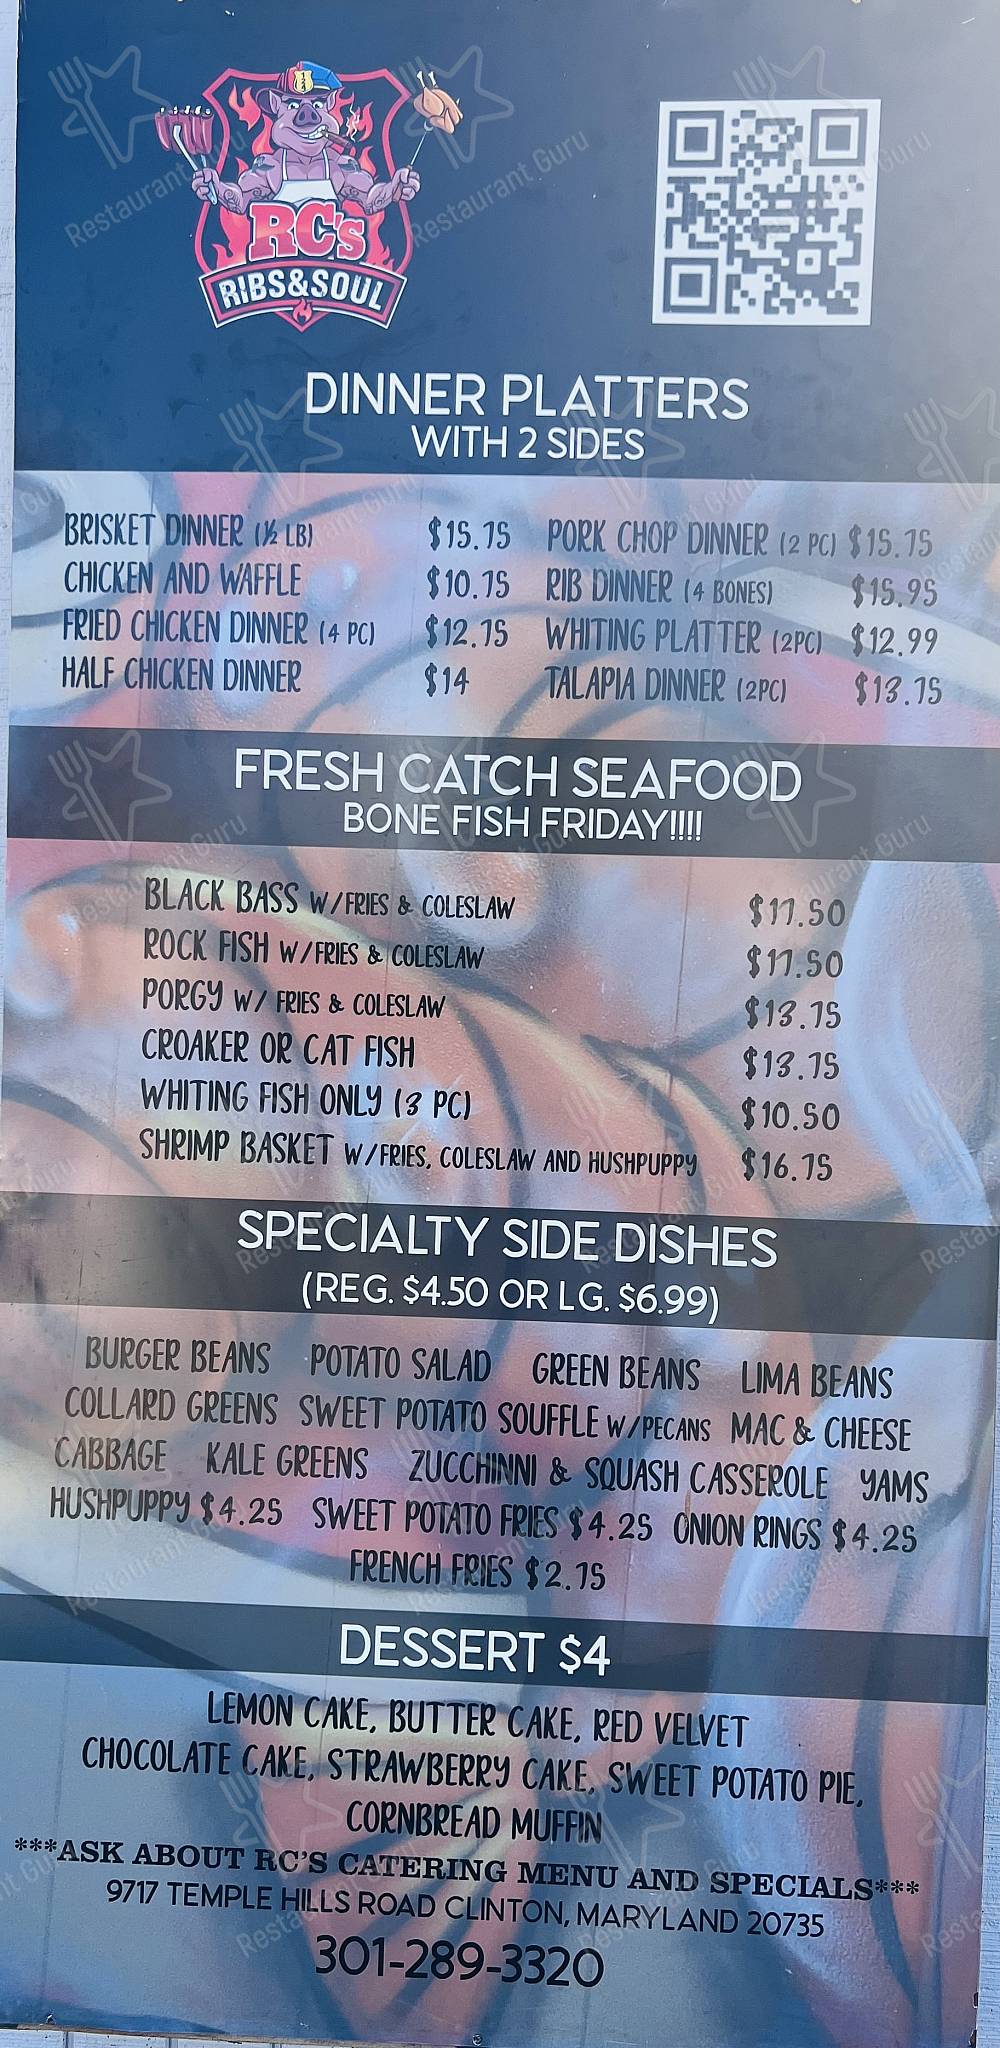 RC's
RIBS&SOUL
DINNER PLATTERS
WITH 2 SIDES
BRISKET DINNER (½ LB) $15.75
CHICKEN AND WAFFLE $10.75
FRIED CHICKEN DINNER (4 PC) $12.75
HALF CHICKEN DINNER $14
PORK CHOP DINNER (2 PC) $15.75
RIB DINNER (4 BONES) $15.95
WHITING PLATTER (2PC) $12.99
TALAPIA DINNER (2PC) $13.75
FRESH CATCH SEAFOOD
BONE FISH FRIDAY!!!!
BLACK BASS W/FRIES & COLESLAW $17.50
ROCK FISH W/FRIES & COLESLAW $17.50
PORGY W/ FRIES & COLESLAW $13.75
CROAKER OR CAT FISH $13.75
WHITING FISH ONLY (3 PC) $10.50
SHRIMP BASKET W/FRIES, COLESLAW AND HUSHPUPPY $16.75
SPECIALTY SIDE DISHES
(REG. $4.50 OR LG. $6.99)
BURGER BEANS POTATO SALAD GREEN BEANS LIMA BEANS
COLLARD GREENS SWEET POTATO SOUFFLE W/PECANS MAC & CHEESE
CABBAGE KALE GREENS ZUCCHINNI & SQUASH CASSEROLE YAMS
HUSHPUPPY $4.25 SWEET POTATO FRIES $4.25 ONION RINGS $4.25
FRENCH FRIES $2.75
DESSERT $4
LEMON CAKE, BUTTER CAKE, RED VELVET
CHOCOLATE CAKE, STRAWBERRY CAKE, SWEET POTATO PIE,
CORNBREAD MUFFIN
***ASK ABOUT RC'S CATERING MENU AND SPECIALS***
9717 TEMPLE HILLS ROAD CLINTON, MARYLAND 20735
301-289-3320
Restaurant Guru